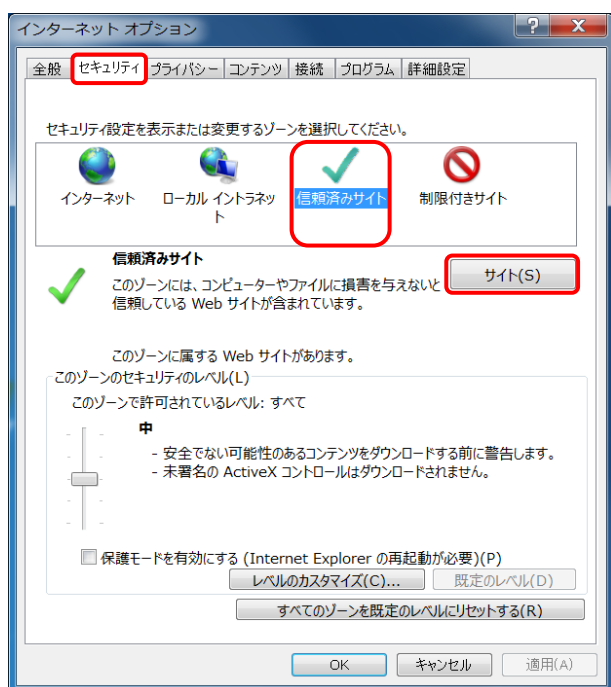 インターネット オプション
?
X
全般 セキュリティ プライバシー コンテンツ 接続 プログラム 詳細設定
セキュリティ設定を表示または変更するゾーンを選択してください。
インターネット
ローカル イントラネッ
ト
信頼済みサイト
制限付きサイト
信頼済みサイト
このゾーンには、コンピューターやファイルに損害を与えないと
信頼している Web サイトが含まれています。
サイト(S)
このゾーンに属する Web サイトがあります。
このゾーンのセキュリティのレベル(L)
このゾーンで許可されているレベル: すべて
中
- 安全でない可能性のあるコンテンツをダウンロードする前に警告します。
- 未署名の ActiveX コントロールはダウンロードされません。
保護モードを有効にする (Internet Explorer の再起動が必要)(P)
レベルのカスタマイズ(C)... 既定のレベル(D)
すべてのゾーンを既定のレベルにリセットする(R)
OK キャンセル 適用(A)